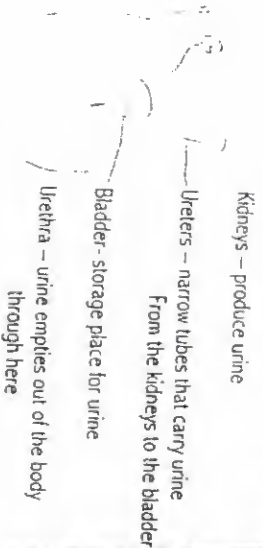 Kidneys – produce urine
Ureters – narrow tubes that carry urine
From the kidneys to the bladder
Bladder- storage place for urine
Urethra – urine empties out of the body
through here